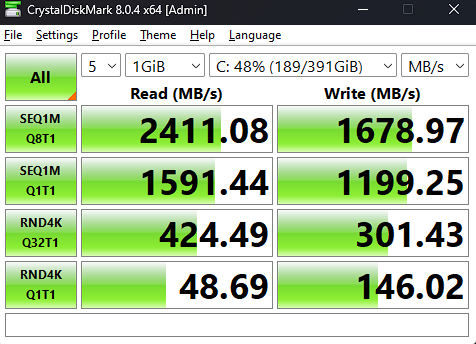 CrystalDiskMark 8.0.4 x64 [Admin]
File Settings Profile Theme Help Language
All 5 1GiB C: 48% (189/391GiB) MB/s
Read (MB/s) Write (MB/s)
SEQ1M Q8T1 2411.08 1678.97
SEQ1M Q1T1 1591.44 1199.25
RND4K Q32T1 424.49 301.43
RND4K Q1T1 48.69 146.02